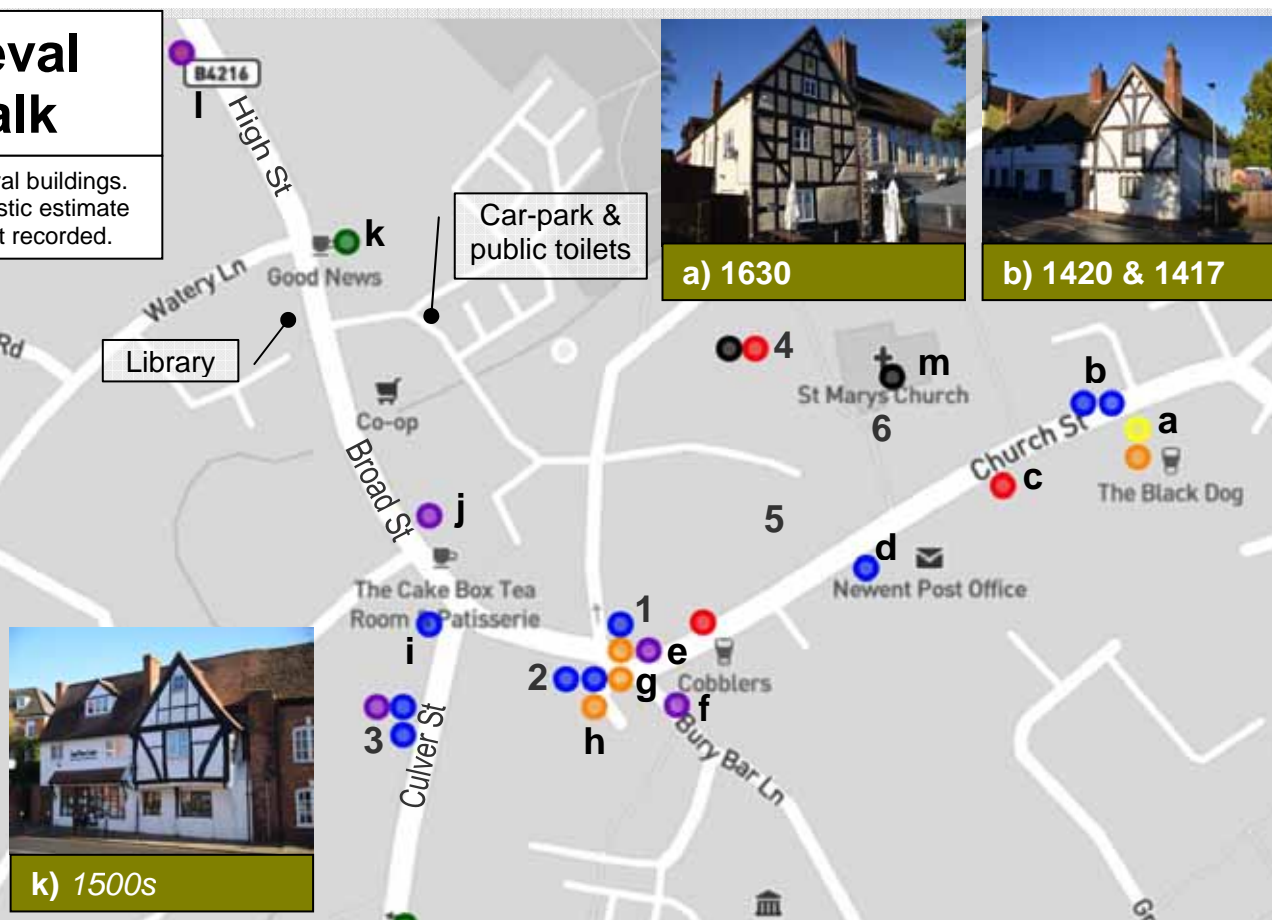 eval
alk
al buildings.
stic estimate
t recorded.
B4216
l
High St
k
Good News
Watery Ln
Rd
Library
Car-park &
public toilets
a) 1630
b) 1420 & 1417
4
m
St Marys Church
6
b
a
Church St
c
The Black Dog
Co-op
Broad St
j
5
d
Newent Post Office
The Cake Box Tea
Room & Patisserie
i
1
e
2
g
Cobblers
f
h
3
Culver St
Bury Bar Ln
k) 1500s